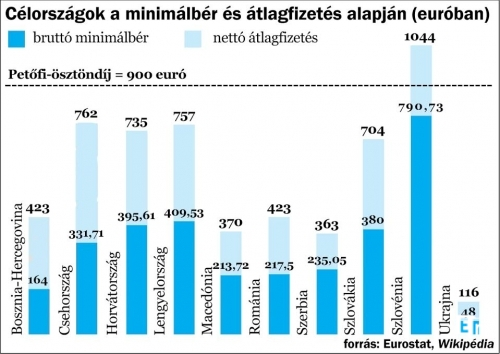 Célországok a minimálbér és átlagfizetés alapján (euróban)
bruttó minimálbér
nettó átlagfizetés
Petőfi-ösztöndíj = 900 euró
Bosznia-Hercegovina
423
164
Csehország
762
331,71
Horvátország
735
395,61
Lengyelország
757
409,53
Macedónia
370
213,72
Románia
423
217,5
Szerbia
363
235,05
Szlovákia
704
380
Szlovénia
1044
790,73
Ukrajna
116
48
forrás: Eurostat, Wikipédia